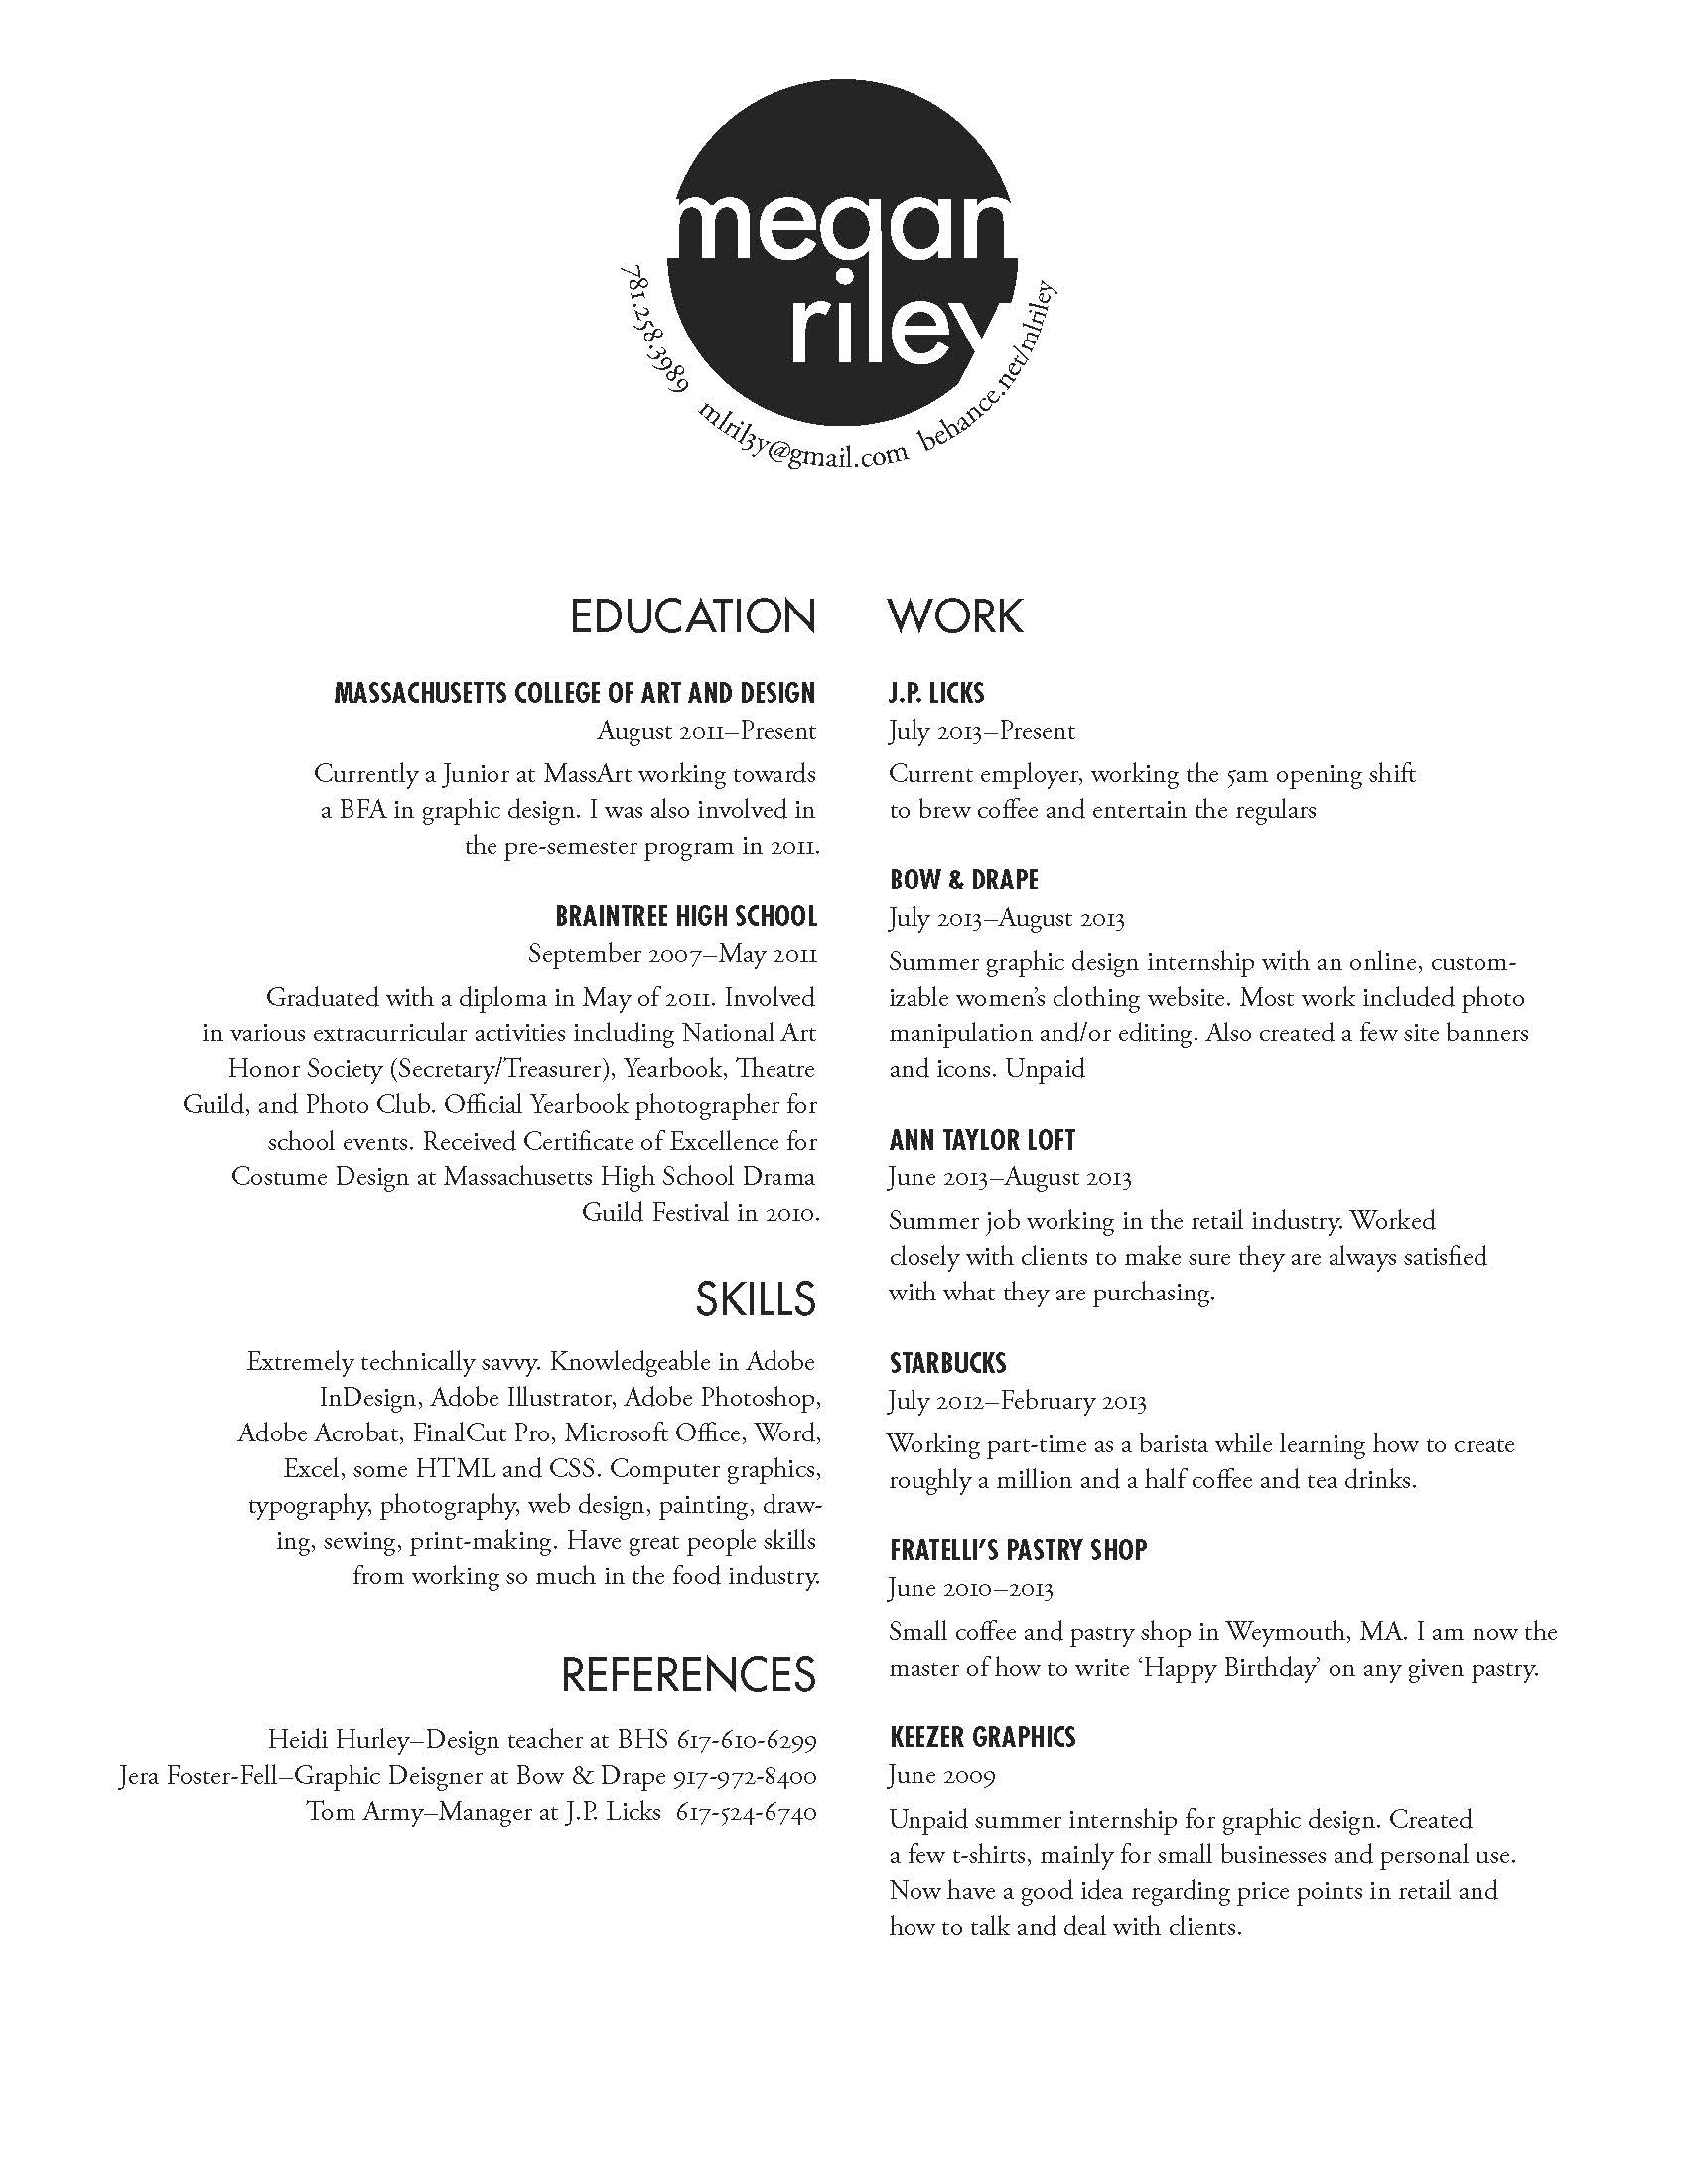 megan
riley
781.258.3989 mlril3y@gmail.com behance.net/mlriley
EDUCATION
MASSACHUSETTS COLLEGE OF ART AND DESIGN
August 2011–Present
Currently a Junior at MassArt working towards
a BFA in graphic design. I was also involved in
the pre-semester program in 2011.
BRAINTREE HIGH SCHOOL
September 2007–May 2011
Graduated with a diploma in May of 2011. Involved
in various extracurricular activities including National Art
Honor Society (Secretary/Treasurer), Yearbook, Theatre
Guild, and Photo Club. Official Yearbook photographer for
school events. Received Certificate of Excellence for
Costume Design at Massachusetts High School Drama
Guild Festival in 2010.
SKILLS
Extremely technically savvy. Knowledgeable in Adobe
InDesign, Adobe Illustrator, Adobe Photoshop,
Adobe Acrobat, FinalCut Pro, Microsoft Office, Word,
Excel, some HTML and CSS. Computer graphics,
typography, photography, web design, painting, draw-
ing, sewing, print-making. Have great people skills
from working so much in the food industry.
REFERENCES
Heidi Hurley–Design teacher at BHS 617-610-6299
Jera Foster-Fell–Graphic Deisgner at Bow & Drape 917-972-8400
Tom Army–Manager at J.P. Licks 617-524-6740
WORK
J.P. LICKS
July 2013–Present
Current employer, working the 5am opening shift
to brew coffee and entertain the regulars
BOW & DRAPE
July 2013–August 2013
Summer graphic design internship with an online, custom-
izable women’s clothing website. Most work included photo
manipulation and/or editing. Also created a few site banners
and icons. Unpaid
ANN TAYLOR LOFT
June 2013–August 2013
Summer job working in the retail industry. Worked
closely with clients to make sure they are always satisfied
with what they are purchasing.
STARBUCKS
July 2012–February 2013
Working part-time as a barista while learning how to create
roughly a million and a half coffee and tea drinks.
FRATELLI’S PASTRY SHOP
June 2010–2013
Small coffee and pastry shop in Weymouth, MA. I am now the
master of how to write ‘Happy Birthday’ on any given pastry.
KEEZER GRAPHICS
June 2009
Unpaid summer internship for graphic design. Created
a few t-shirts, mainly for small businesses and personal use.
Now have a good idea regarding price points in retail and
how to talk and deal with clients.